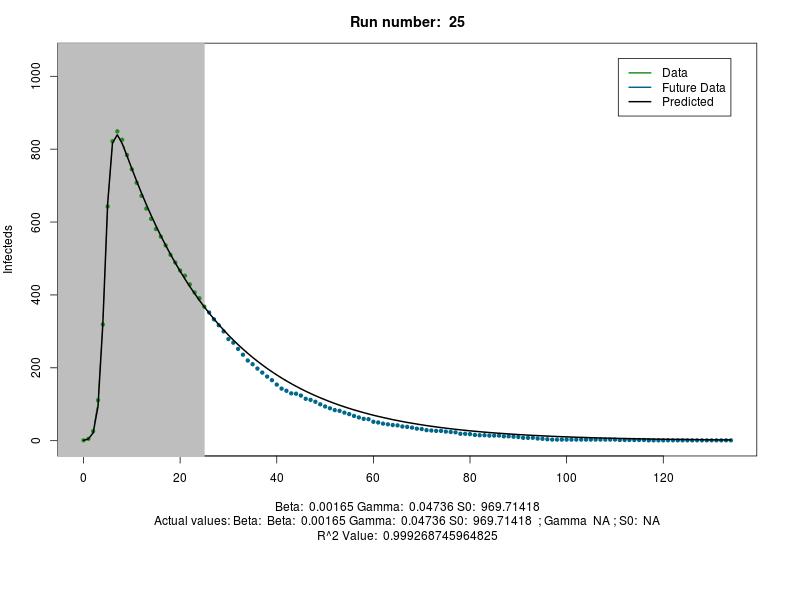 Run number: 25
Data
Future Data
Predicted
Infecteds
1000
800
600
400
200
0
0 20 40 60 80 100 120
Beta: 0.00165 Gamma: 0.04736 S0: 969.71418
Actual values: Beta: Beta: 0.00165 Gamma: 0.04736 S0: 969.71418 ; Gamma NA ; S0: NA
R^2 Value: 0.999268745964825